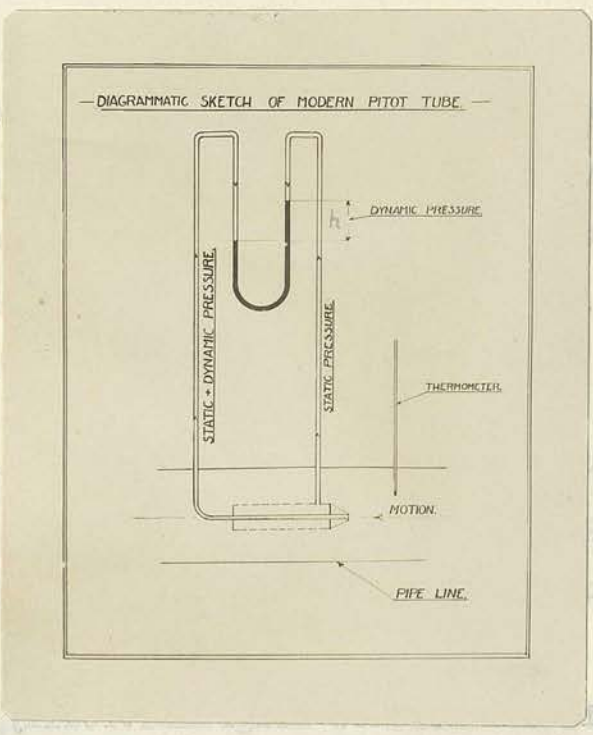 — DIAGRAMMATIC SKETCH OF MODERN PITOT TUBE. —
h
DYNAMIC PRESSURE
STATIC + DYNAMIC PRESSURE.
STATIC PRESSURE.
THERMOMETER.
MOTION.
PIPE LINE.